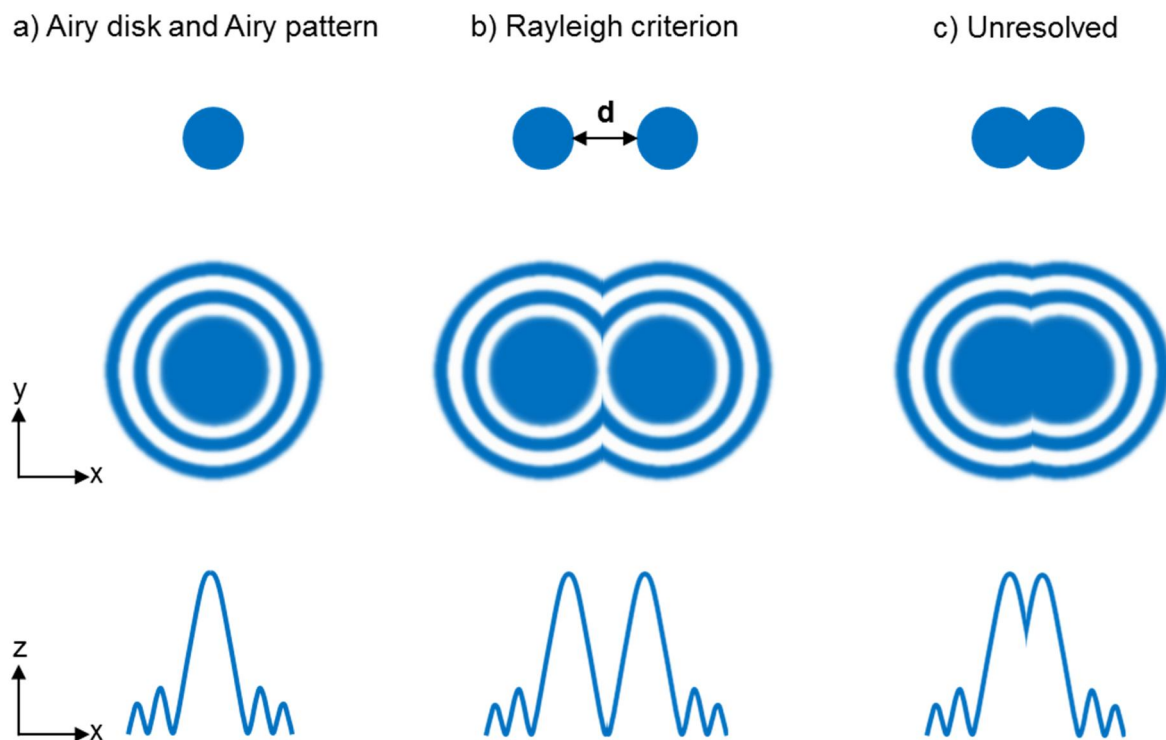 a) Airy disk and Airy pattern
b) Rayleigh criterion
c) Unresolved
d
y
x
z
x